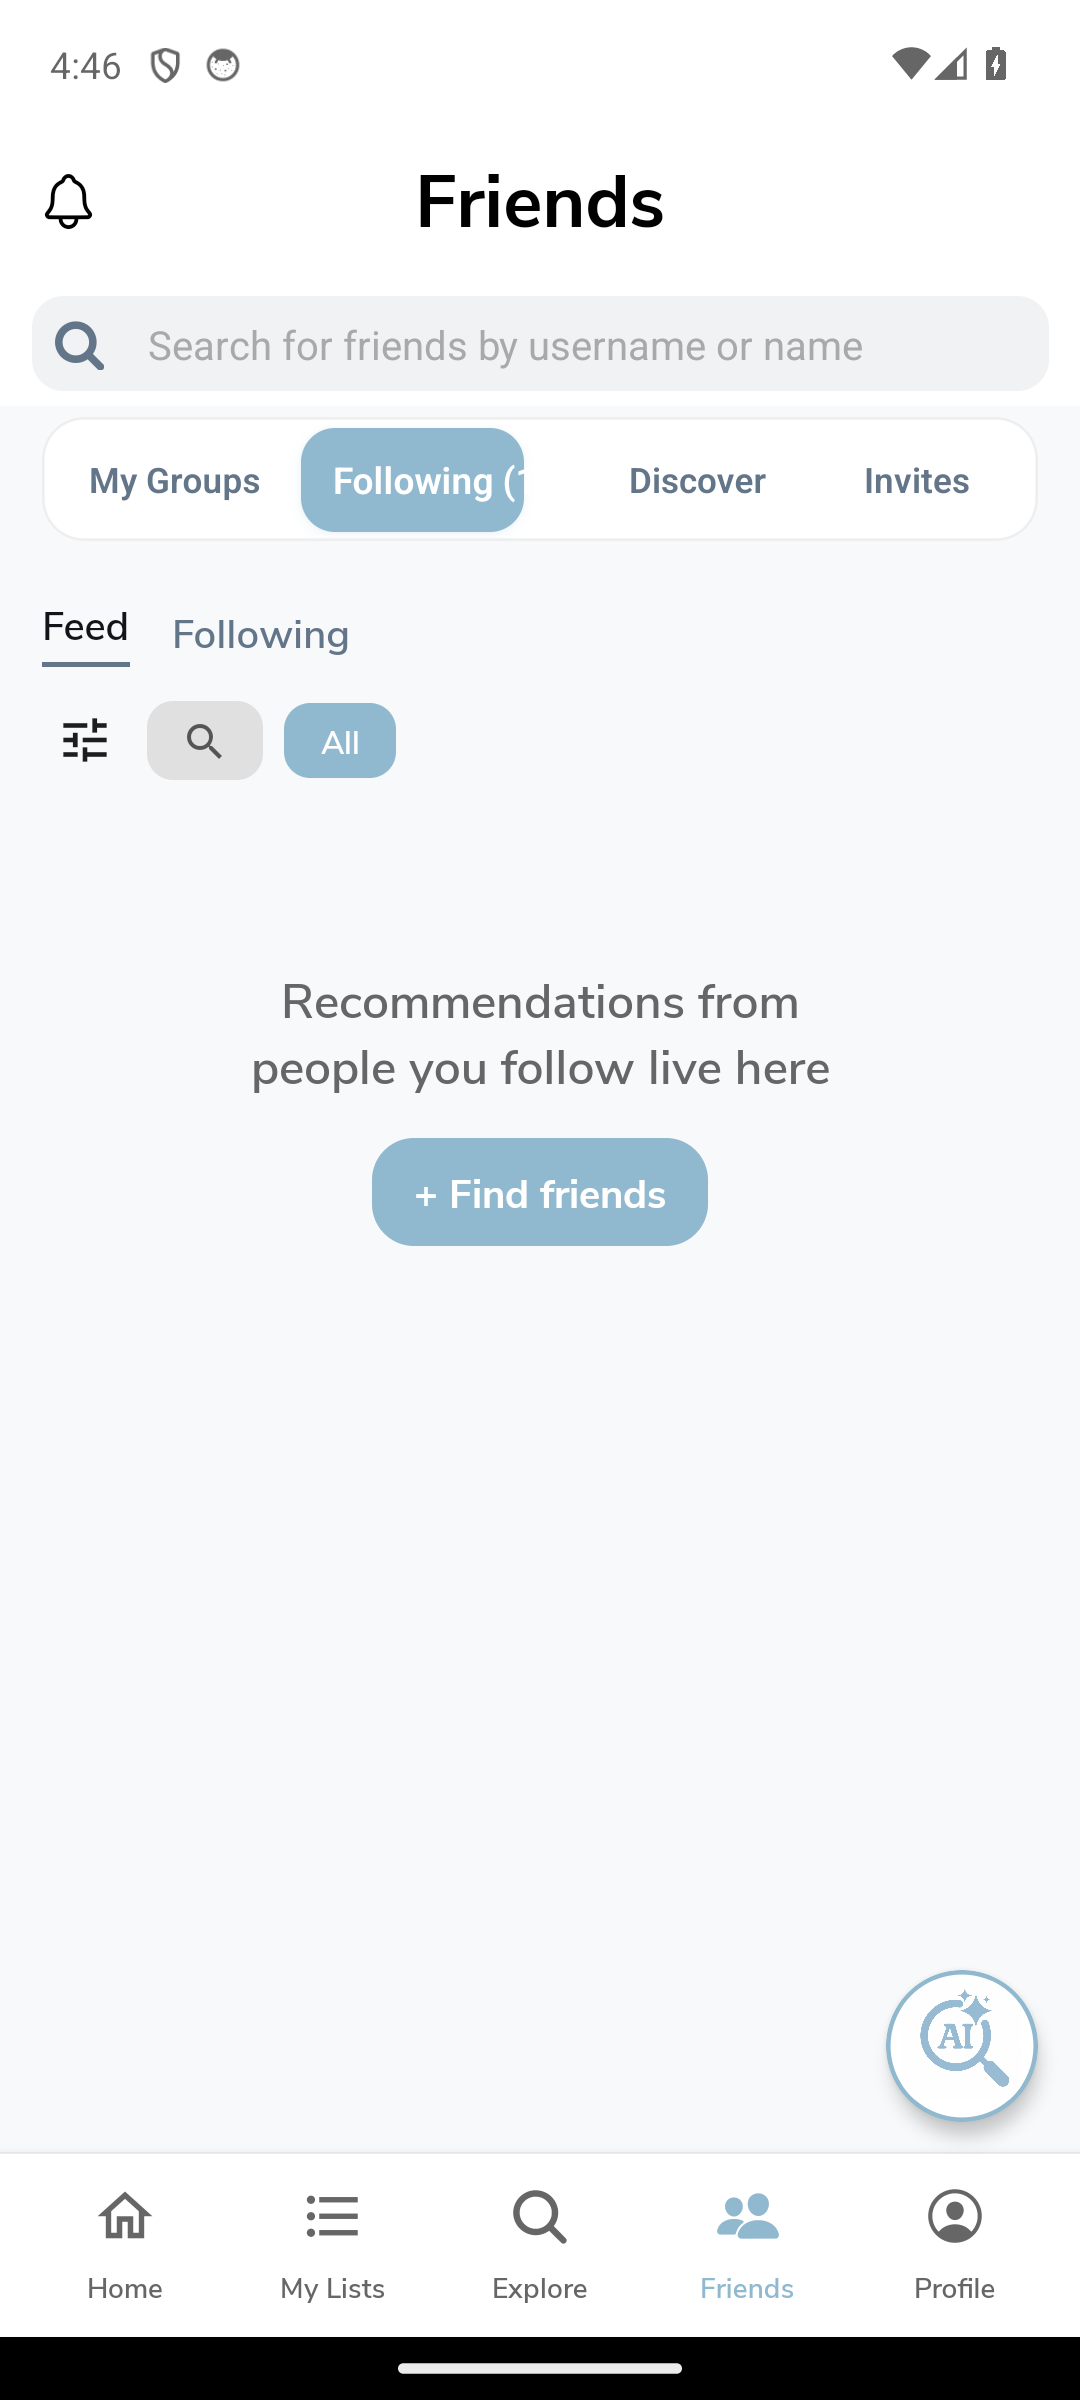 4:46
Friends
Search for friends by username or name
My Groups
Following (1
Discover
Invites
Feed
Following
All
Recommendations from
people you follow live here
+ Find friends
AI
Home
My Lists
Explore
Friends
Profile